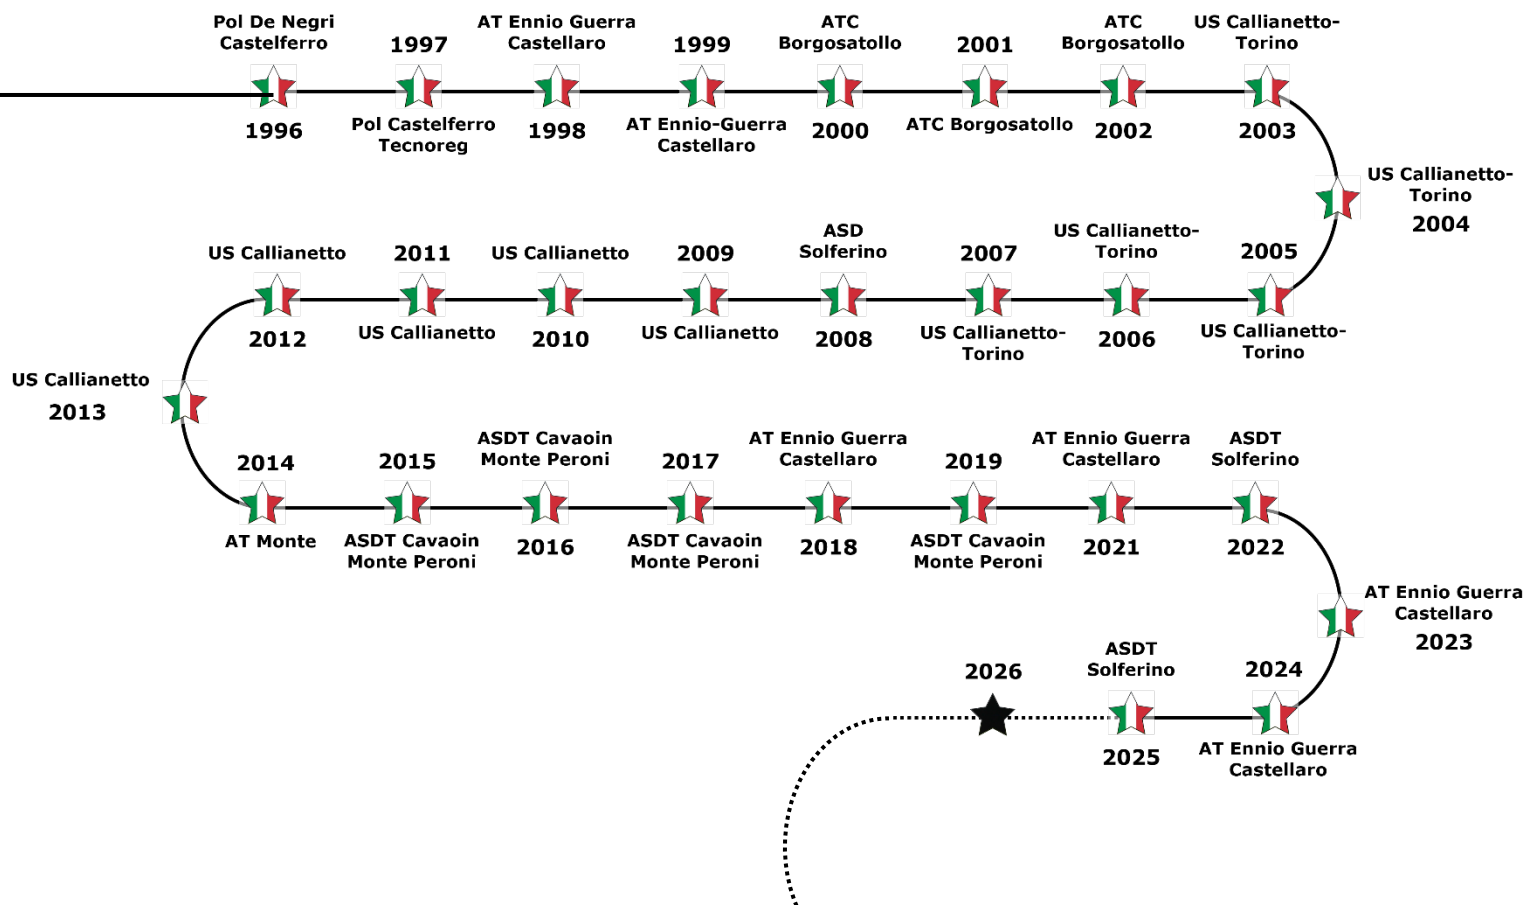 Pol De Negri
Castelferro
1996
1997
Pol Castelferro
Tecnoreg
AT Ennio Guerra
Castellaro
1998
1999
AT Ennio-Guerra
Castellaro
ATC
Borgosatollo
2000
2001
ATC Borgosatollo
ATC
Borgosatollo
2002
US Callianetto-
Torino
2003
US Callianetto-
Torino
2004
2005
US Callianetto-
Torino
US Callianetto-
Torino
2006
2007
US Callianetto-
Torino
ASD
Solferino
2008
2009
US Callianetto
US Callianetto
2010
2011
US Callianetto
US Callianetto
2012
US Callianetto
2013
2014
AT Monte
2015
ASDT Cavaoin
Monte Peroni
ASDT Cavaoin
Monte Peroni
2016
2017
ASDT Cavaoin
Monte Peroni
AT Ennio Guerra
Castellaro
2018
2019
ASDT Cavaoin
Monte Peroni
AT Ennio Guerra
Castellaro
2021
ASDT
Solferino
2022
AT Ennio Guerra
Castellaro
2023
2024
AT Ennio Guerra
Castellaro
ASDT
Solferino
2025
2026